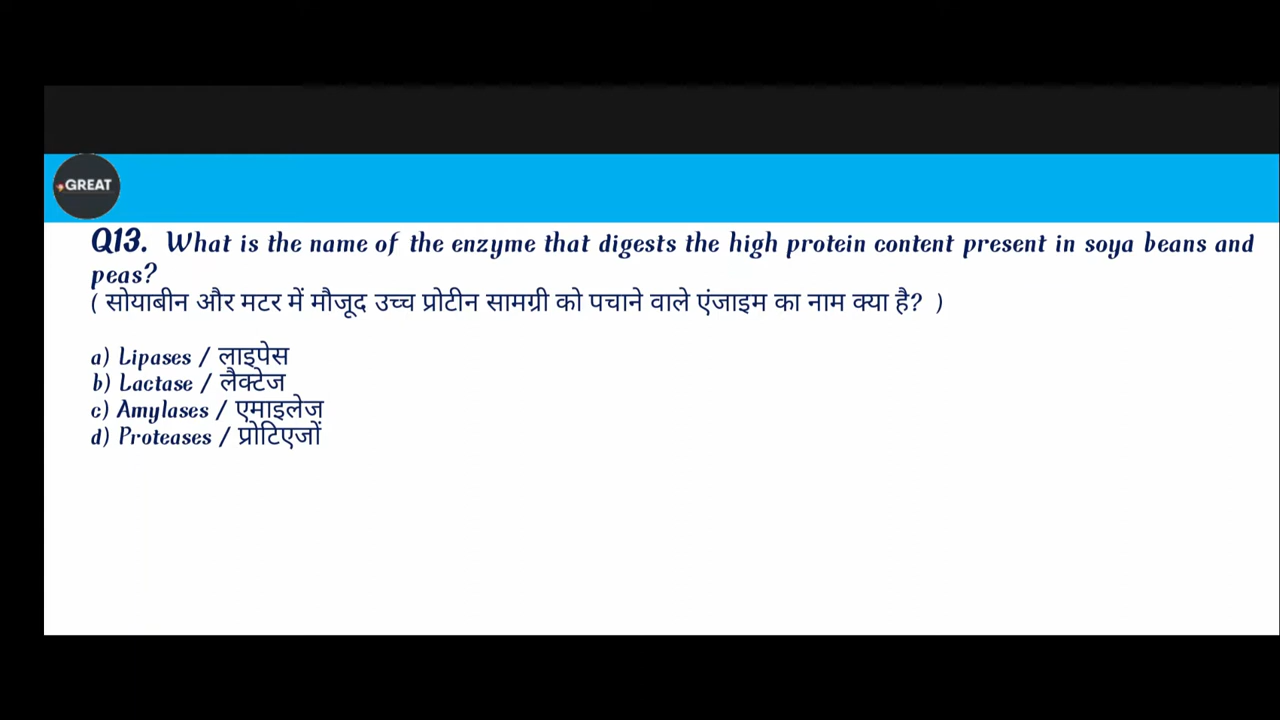 GREAT
Q13. What is the name of the enzyme that digests the high protein content present in soya beans and
peas?
( सोयाबीन और मटर में मौजूद उच्च प्रोटीन सामग्री को पचाने वाले एंजाइम का नाम क्या है? )
a) Lipases / लाइपेस
b) Lactase / लैक्टेज
c) Amylases / एमाइलेज
d) Proteases / प्रोटिएजों